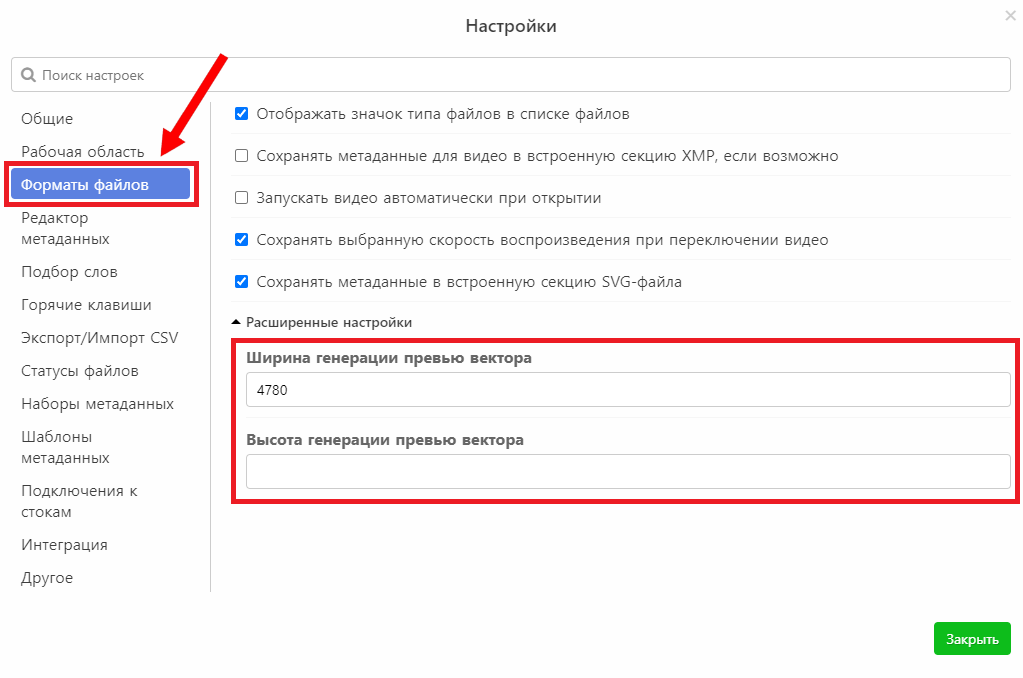 Настройки
Поиск настроек
Общие
Рабочая область
Форматы файлов
Редактор
метаданных
Подбор слов
Горячие клавиши
Экспорт/Импорт CSV
Статусы файлов
Наборы метаданных
Шаблоны
метаданных
Подключения к
стокам
Интеграция
Другое
Отображать значок типа файлов в списке файлов
Сохранять метаданные для видео в встроенную секцию XMP, если возможно
Запускать видео автоматически при открытии
Сохранять выбранную скорость воспроизведения при переключении видео
Сохранять метаданные в встроенную секцию SVG-файла
Расширенные настройки
Ширина генерации превью вектора
4780
Высота генерации превью вектора
Закрыть